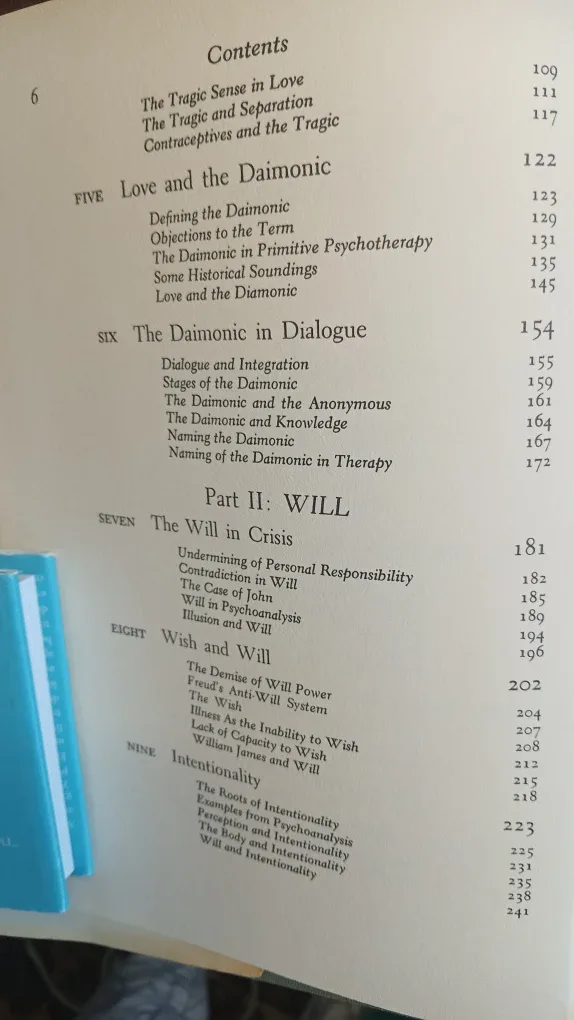 Contents
6
The Tragic Sense in Love 109
The Tragic and Separation 111
Contraceptives and the Tragic 117
FIVE Love and the Daimonic 122
Defining the Daimonic 123
Objections to the Term 129
The Daimonic in Primitive Psychotherapy 131
Some Historical Soundings 135
Love and the Diamonic 145
SIX The Daimonic in Dialogue 154
Dialogue and Integration 155
Stages of the Daimonic 159
The Daimonic and the Anonymous 161
The Daimonic and Knowledge 164
Naming the Daimonic 167
Naming of the Daimonic in Therapy 172
Part II: WILL
SEVEN The Will in Crisis 181
Undermining of Personal Responsibility 182
Contradiction in Will 185
The Case of John 189
Will in Psychoanalysis 194
Illusion and Will 196
EIGHT Wish and Will 202
The Demise of Will Power 204
Freud's Anti-Will System 207
The Wish 208
Illness As the Inability to Wish 212
Lack of Capacity to Wish 215
William James and Will 218
NINE Intentionality 223
The Roots of Intentionality 225
Examples from Psychoanalysis 231
Perception and Intentionality 235
The Body and Intentionality 238
Will and Intentionality 241